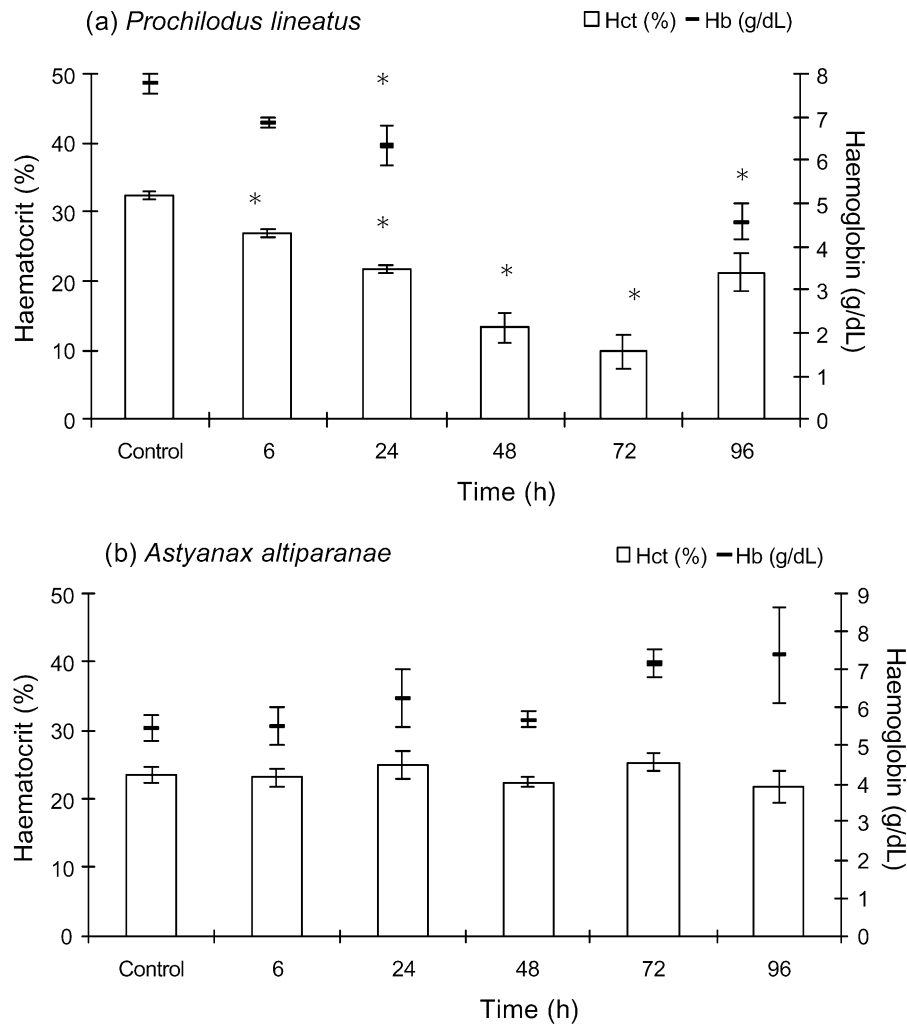 (a) Prochilodus lineatus
Hct (%) Hb (g/dL)
50 8
7
40
6
* *
30 5
* *
4
20
* 3
*
2
10
1
0 0
Control 6 24 48 72 96
Time (h)
Haematocrit (%)
Haemoglobin (g/dL)
(b) Astyanax altiparanae
Hct (%) Hb (g/dL)
50 9
8
40
7
6
30
5
20 4
3
10 2
1
0 0
Control 6 24 48 72 96
Time (h)
Haematocrit (%)
Haemoglobin (g/dL)